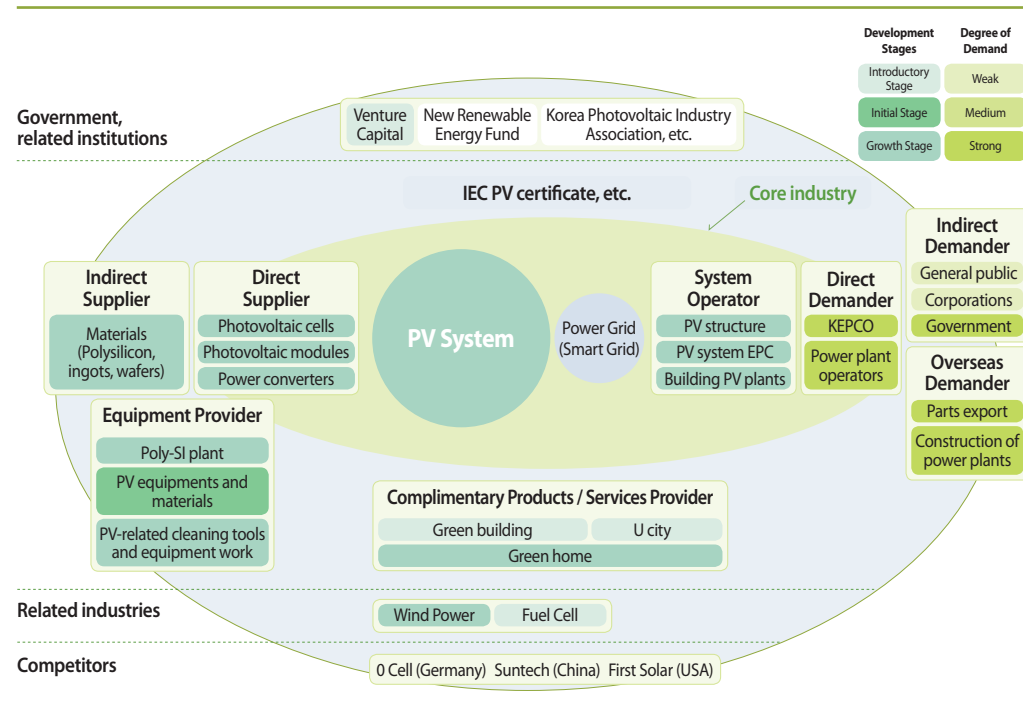 Development
Stages
Degree of
Demand
Introductory
Stage
Weak
Initial Stage
Medium
Growth Stage
Strong
Government,
related institutions
Venture
Capital
New Renewable
Energy Fund
Korea Photovoltaic Industry
Association, etc.
IEC PV certificate, etc.
Core industry
Indirect
Supplier
Materials
(Polysilicon,
ingots, wafers)
Direct
Supplier
Photovoltaic cells
Photovoltaic modules
Power converters
PV System
Power Grid
(Smart Grid)
System
Operator
PV structure
PV system EPC
Building PV plants
Direct
Demander
KEPCO
Power plant
operators
Indirect
Demander
General public
Corporations
Government
Overseas
Demander
Parts export
Construction of
power plants
Equipment Provider
Poly-SI plant
PV equipments and
materials
PV-related cleaning tools
and equipment work
Complimentary Products / Services Provider
Green building
U city
Green home
Related industries
Wind Power
Fuel Cell
Competitors
0 Cell (Germany) Suntech (China) First Solar (USA)